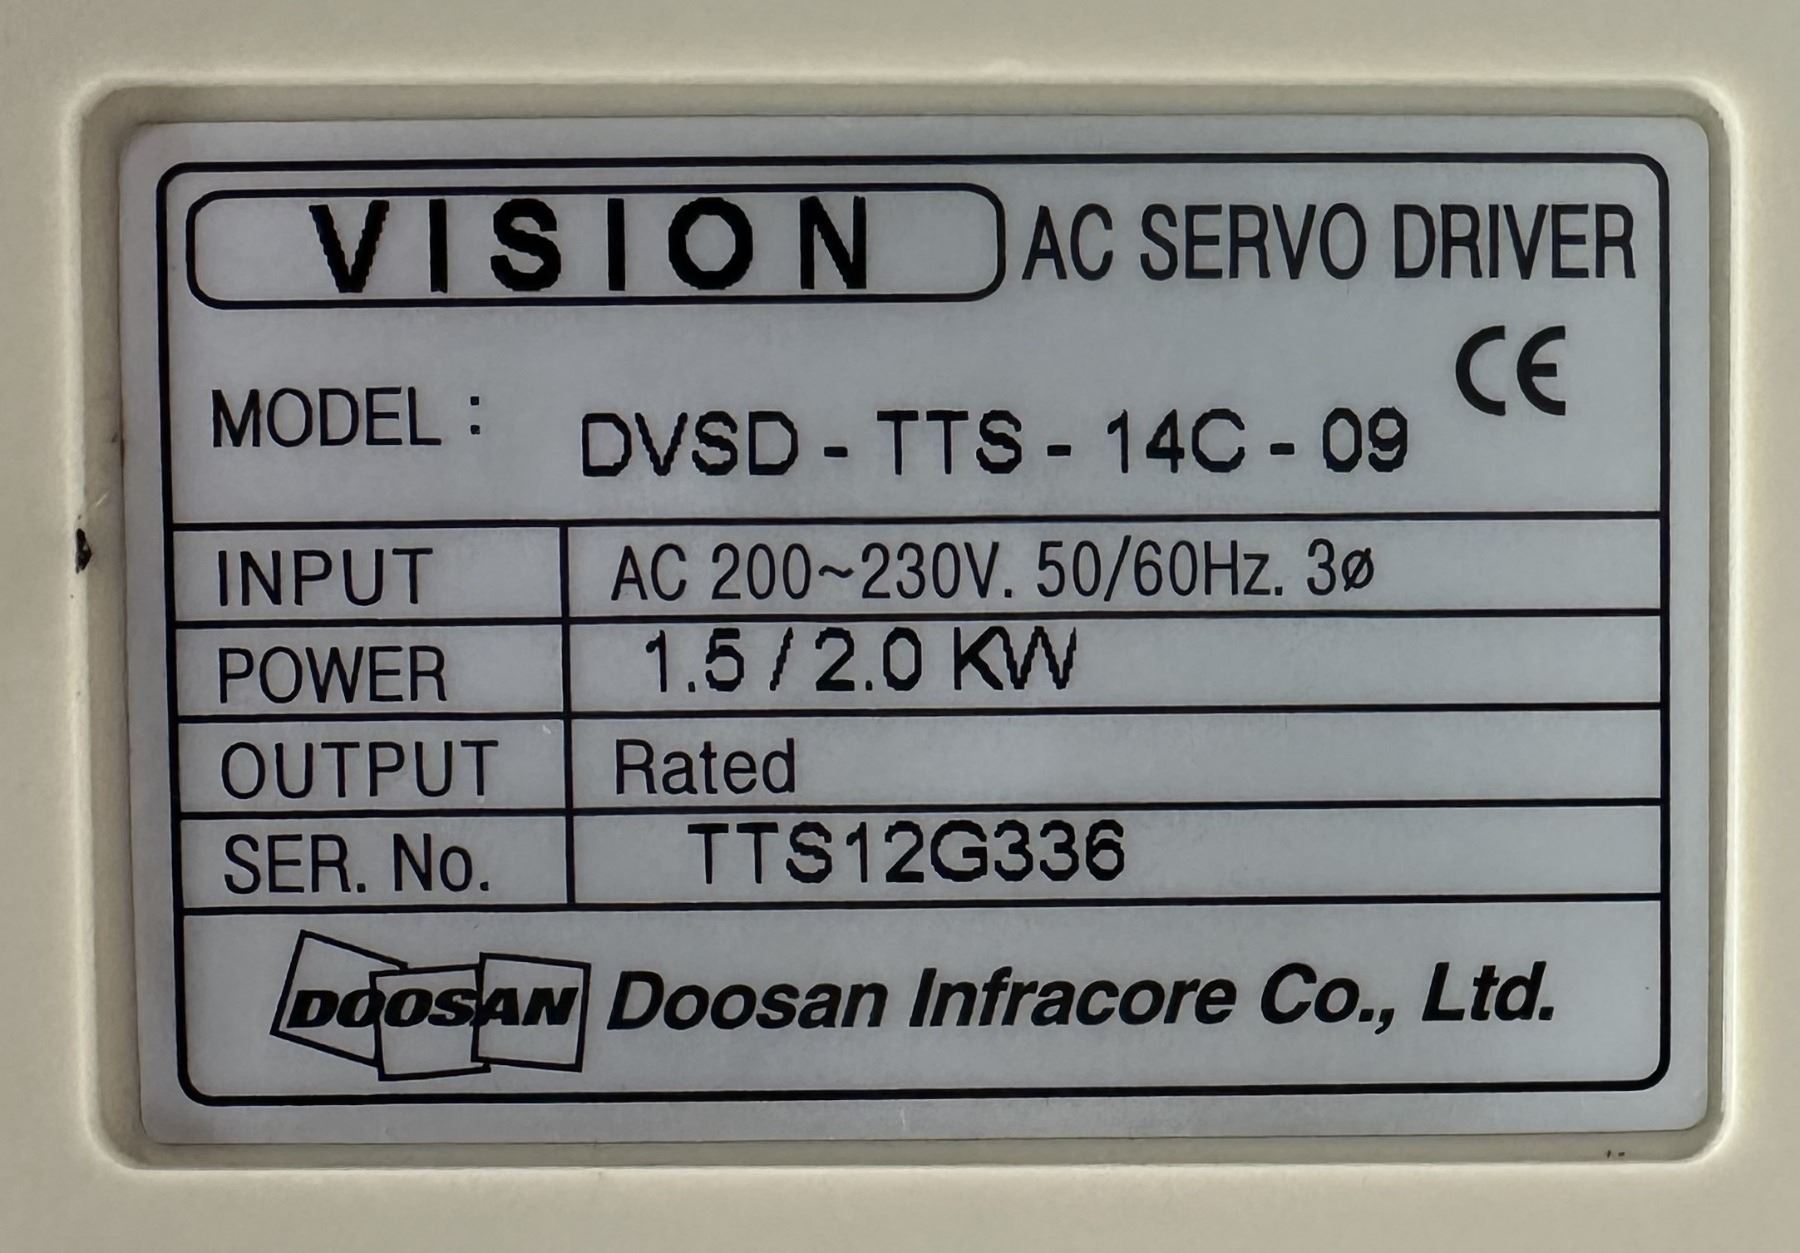 VISION AC SERVO DRIVER
CE
MODEL : DVSD - TTS - 14C - 09
INPUT AC 200~230V. 50/60Hz. 3ø
POWER 1.5 / 2.0 KW
OUTPUT Rated
SER. No. TTS12G336
DOOSAN Doosan Infracore Co., Ltd.